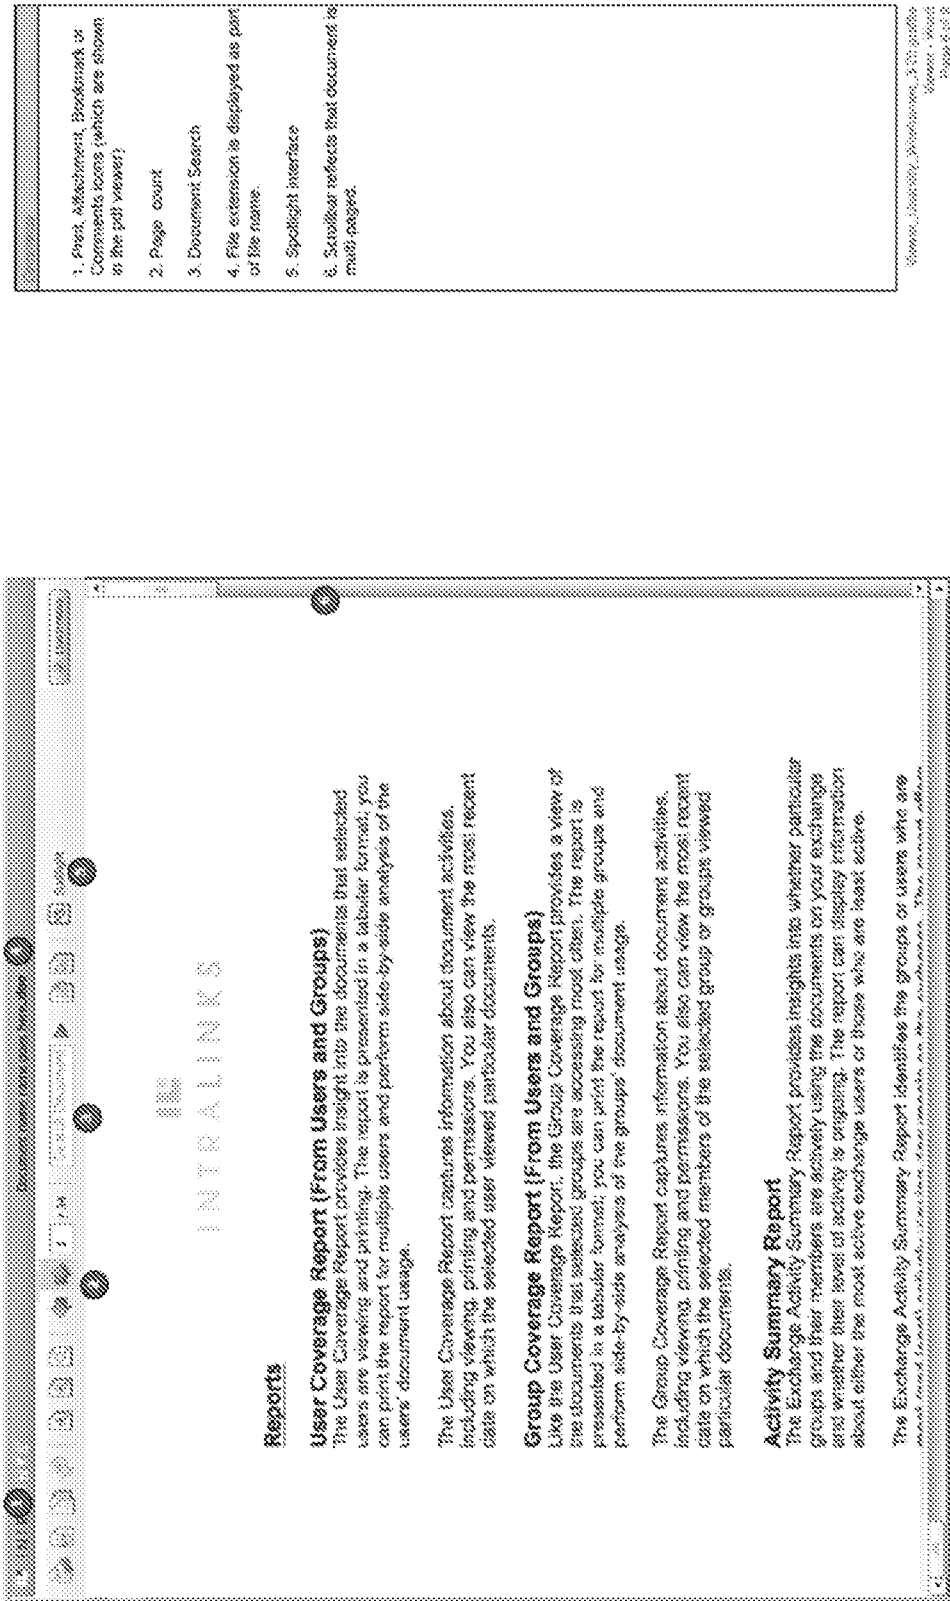 1 / 14
Spotlight
INTRALINKS
Reports
User Coverage Report (From Users and Groups)
The User Coverage Report provides insight into the documents that selected
users are viewing and printing. The report is presented in a tabular format; you
can print the report for multiple users and perform side-by-side analysis of the
users' document usage.
The User Coverage Report captures information about document activities,
including viewing, printing and permissions. You also can view the most recent
date on which the selected user viewed particular documents.
Group Coverage Report (From Users and Groups)
Like the User Coverage Report, the Group Coverage Report provides a view of
the documents that selected groups are accessing most often. The report is
presented in a tabular format; you can print the report for multiple groups and
perform side-by-side analysis of the groups' document usage.
The Group Coverage Report captures information about document activities,
including viewing, printing and permissions. You also can view the most recent
date on which the selected members of the selected group or groups viewed
particular documents.
Activity Summary Report
The Exchange Activity Summary Report provides insights into whether particular
groups and their members are actively using the documents on your exchange
and whether their level of activity is ongoing. The report can display information
about either the most active exchange users or those who are least active.
The Exchange Activity Summary Report identifies the groups or users who are
1. Print, Attachment, Bookmark or
Comments icons (which are shown
in the pdf viewer)
2. Page count
3. Document Search
4. File extension is displayed as part
of file name.
5. Spotlight interface
6. Scrollbar reflects that document is
multi-paged.